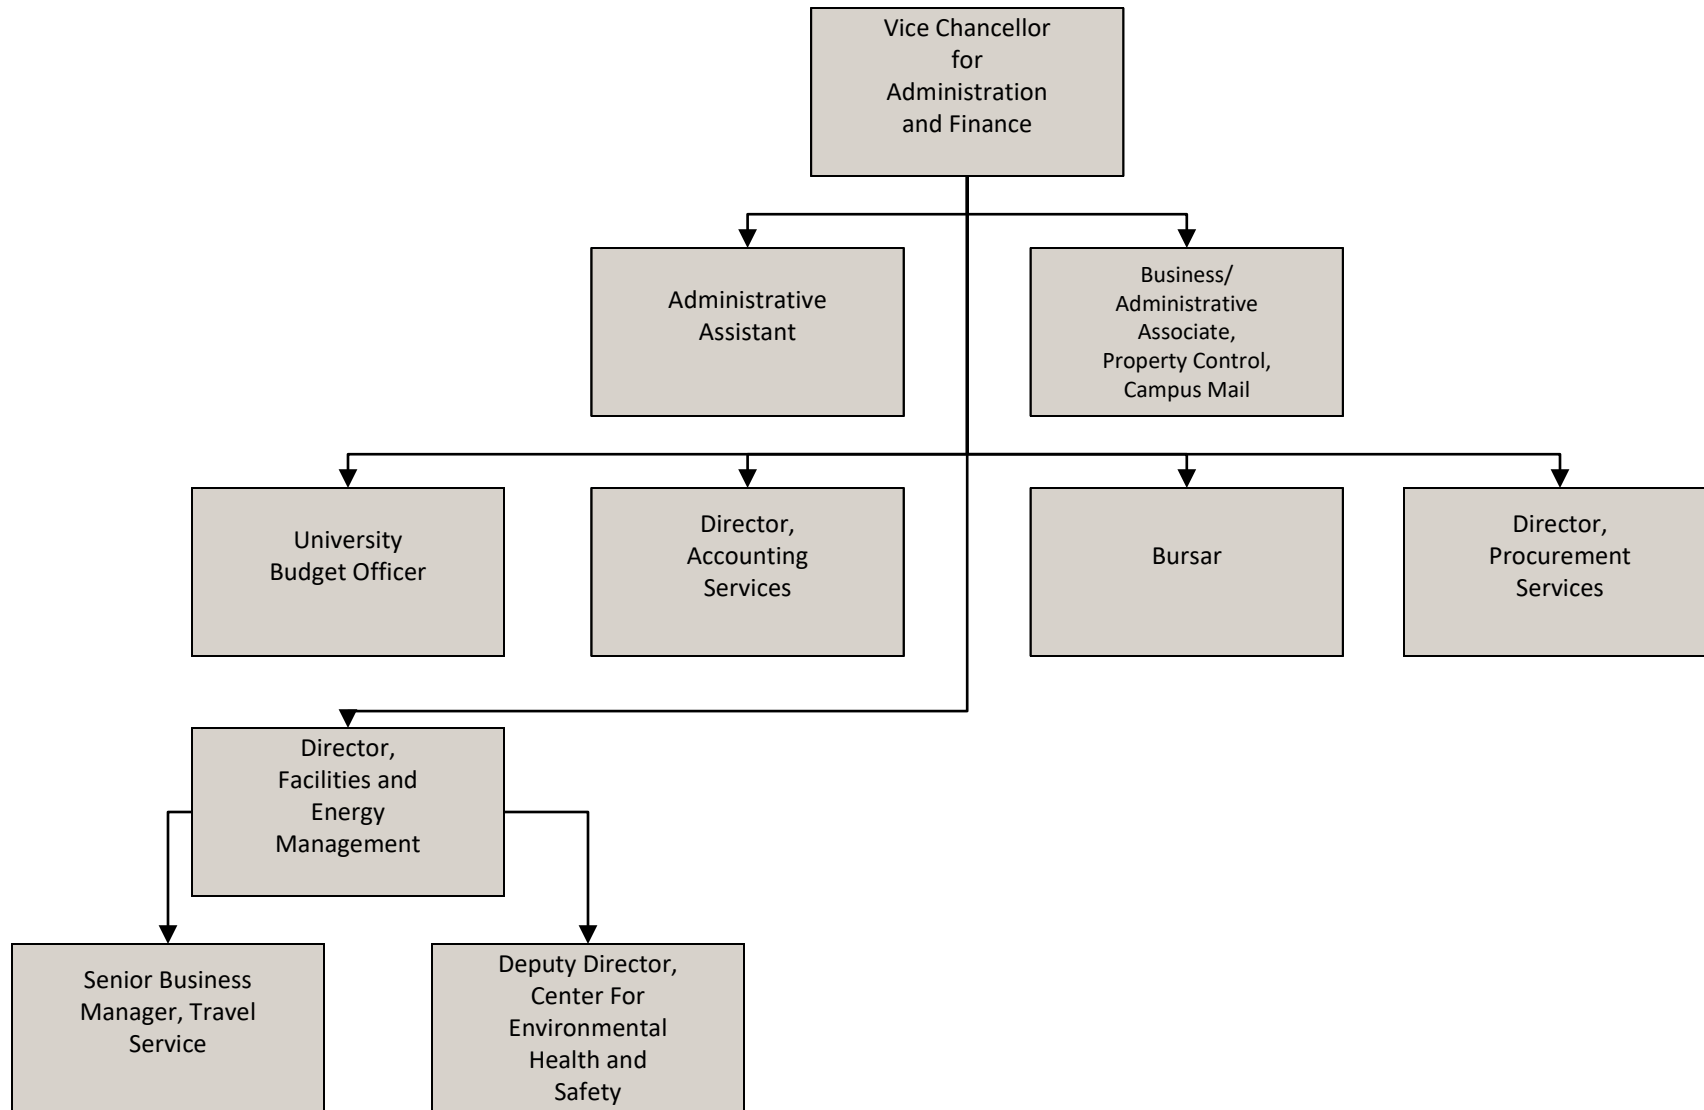 Vice Chancellor
for
Administration
and Finance
Administrative
Assistant
Business/
Administrative
Associate,
Property Control,
Campus Mail
University
Budget Officer
Director,
Accounting
Services
Bursar
Director,
Procurement
Services
Director,
Facilities and
Energy
Management
Senior Business
Manager, Travel
Service
Deputy Director,
Center For
Environmental
Health and
Safety